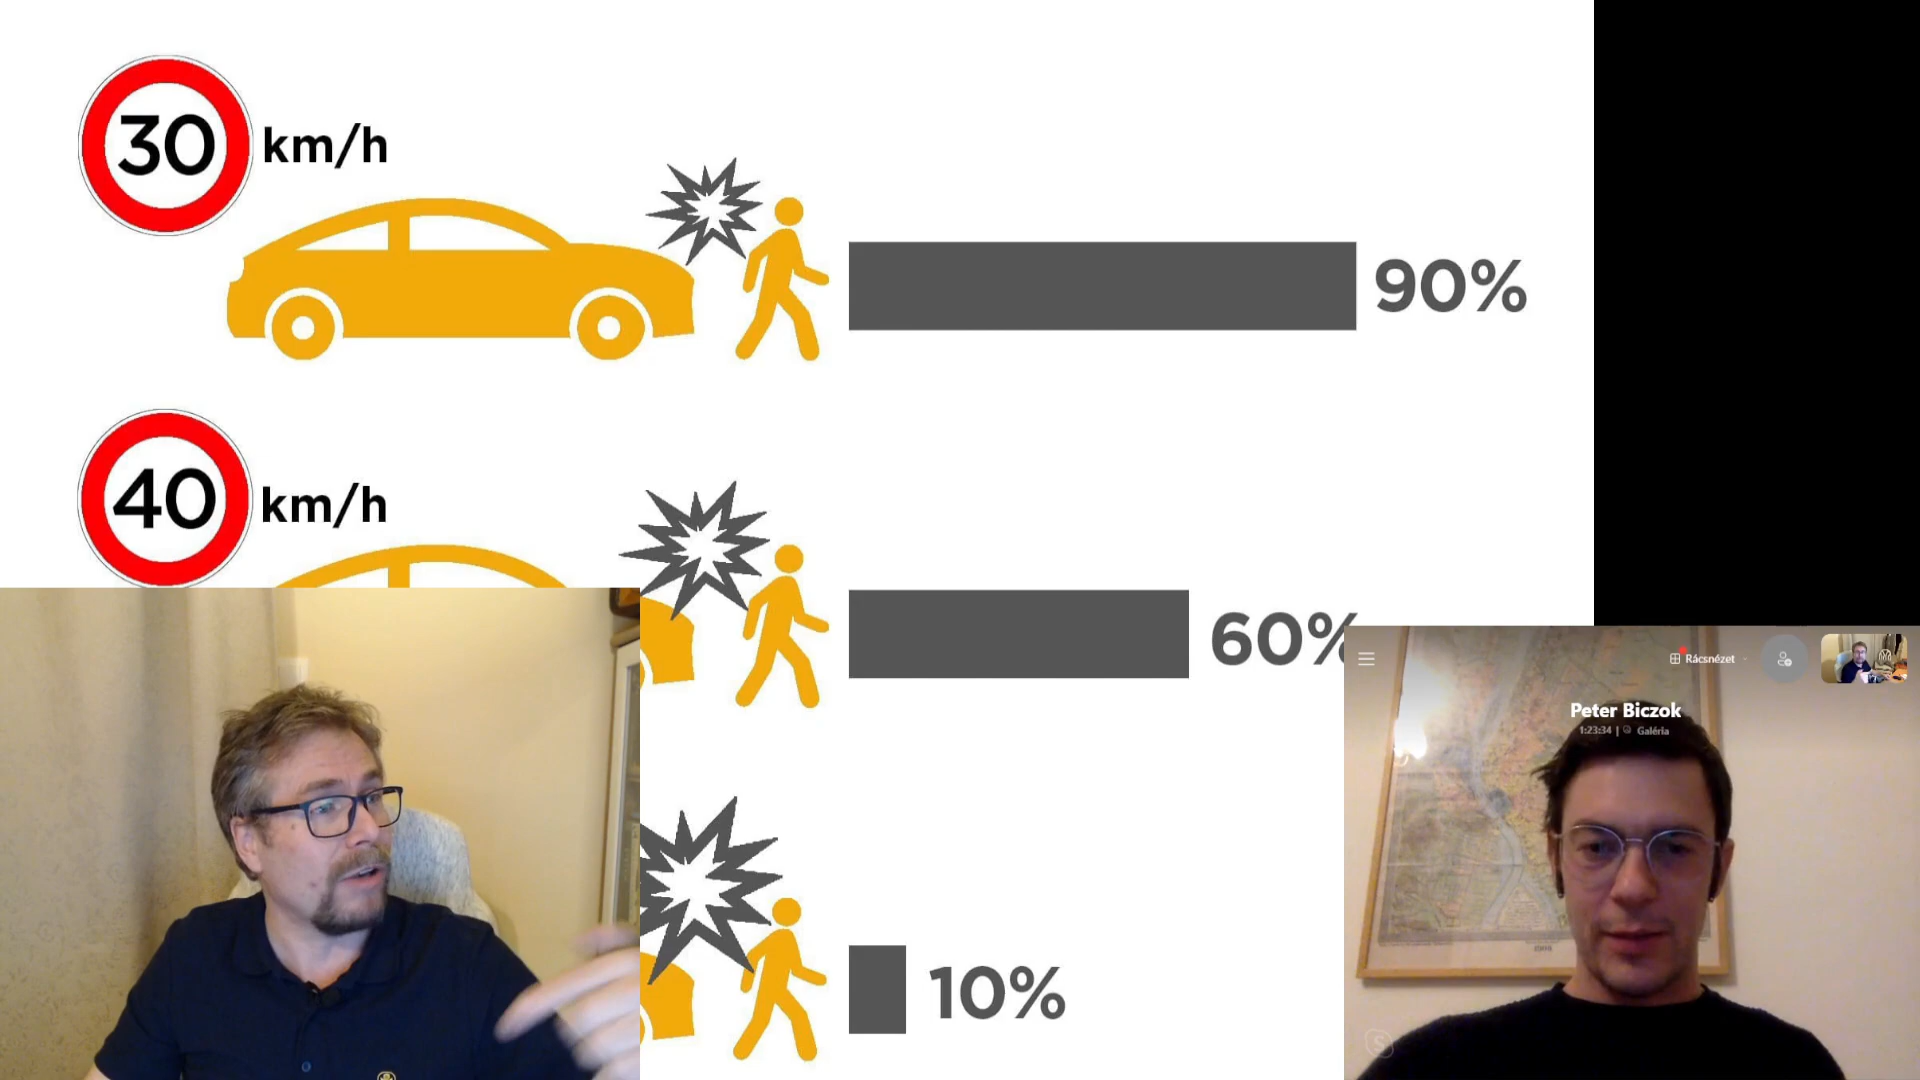 30 km/h
90%
40 km/h
60%
Rácsnézet
Peter Biczok
1:23:34 | Galéria
10%